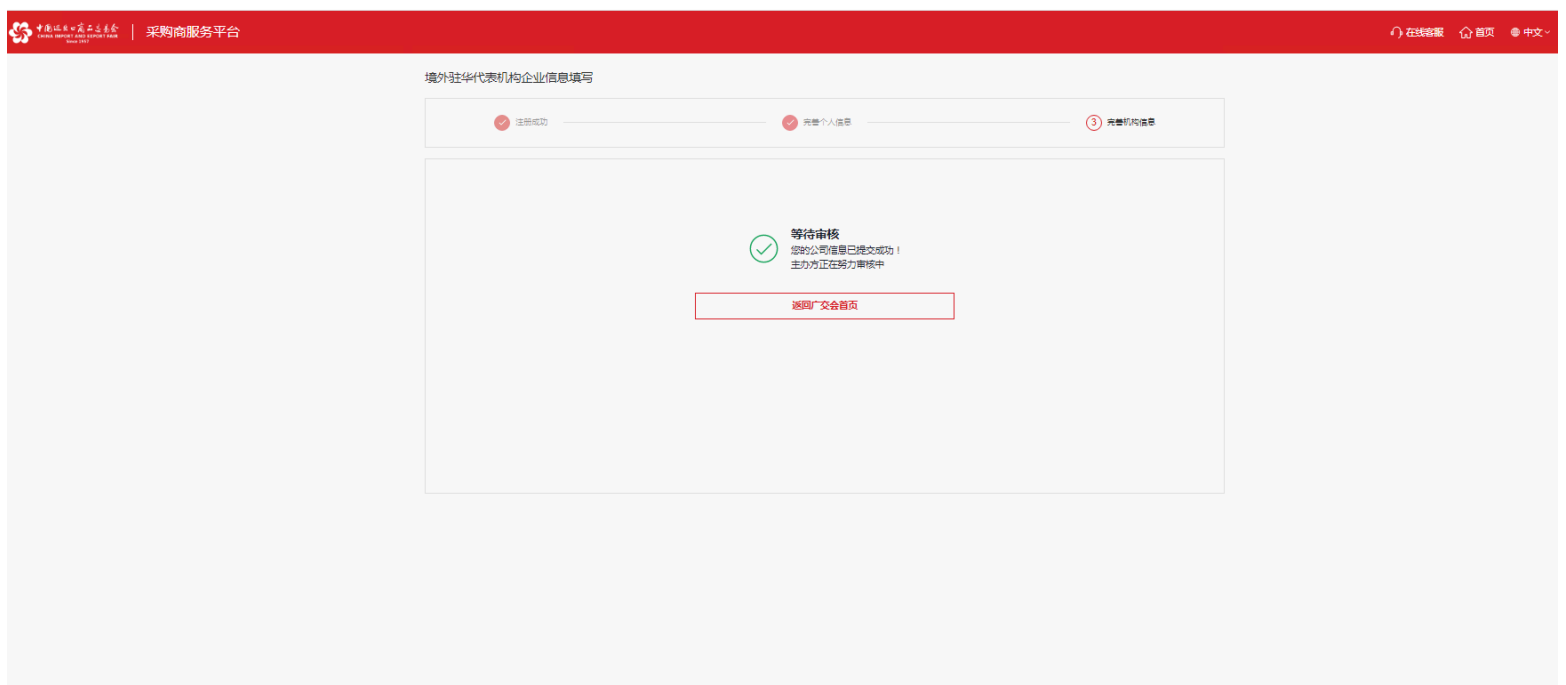 中国进出口商品交易会
CHINA IMPORT AND EXPORT FAIR
Since 1957
采购商服务平台
在线客服 首页 中文
境外驻华代表机构企业信息填写
注册成功 完善个人信息 3 完善机构信息
等待审核
您的公司信息已提交成功！
主办方正在努力审核中
返回广交会首页